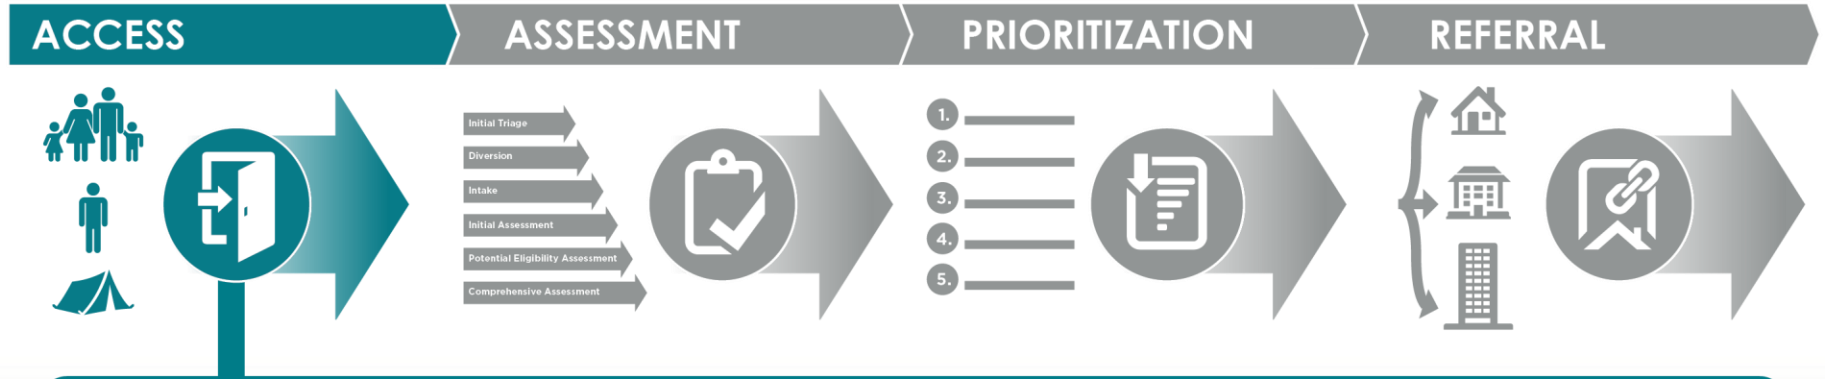 ACCESS
ASSESSMENT
PRIORITIZATION
REFERRAL
Initial Triage
Diversion
Intake
Initial Assessment
Potential Eligibility Assessment
Comprehensive Assessment
1.
2.
3.
4.
5.